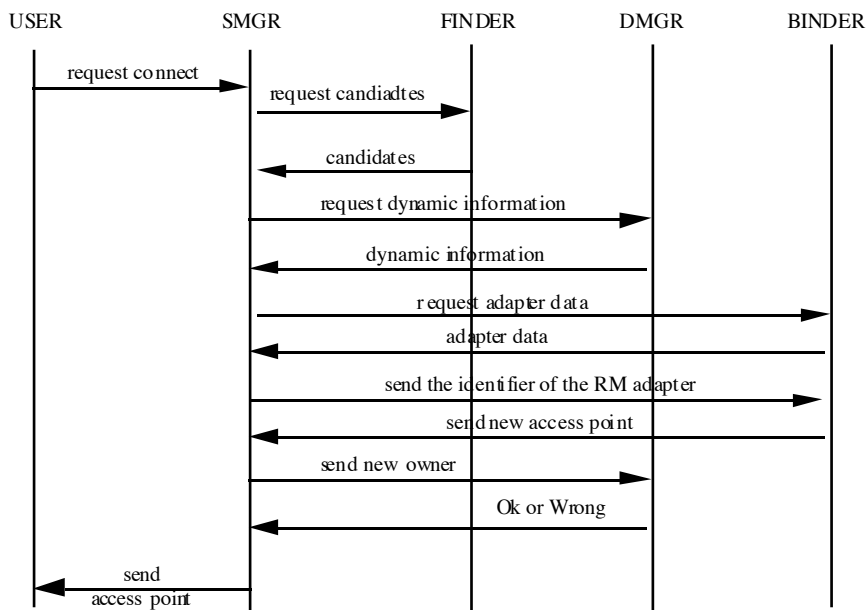 USER SMGR FINDER DMGR BINDER
request connect
request candiadtes
candidates
request dynamic information
dynamic information
request adapter data
adapter data
send the identifier of the RM adapter
send new access point
send new owner
Ok or Wrong
send
access point